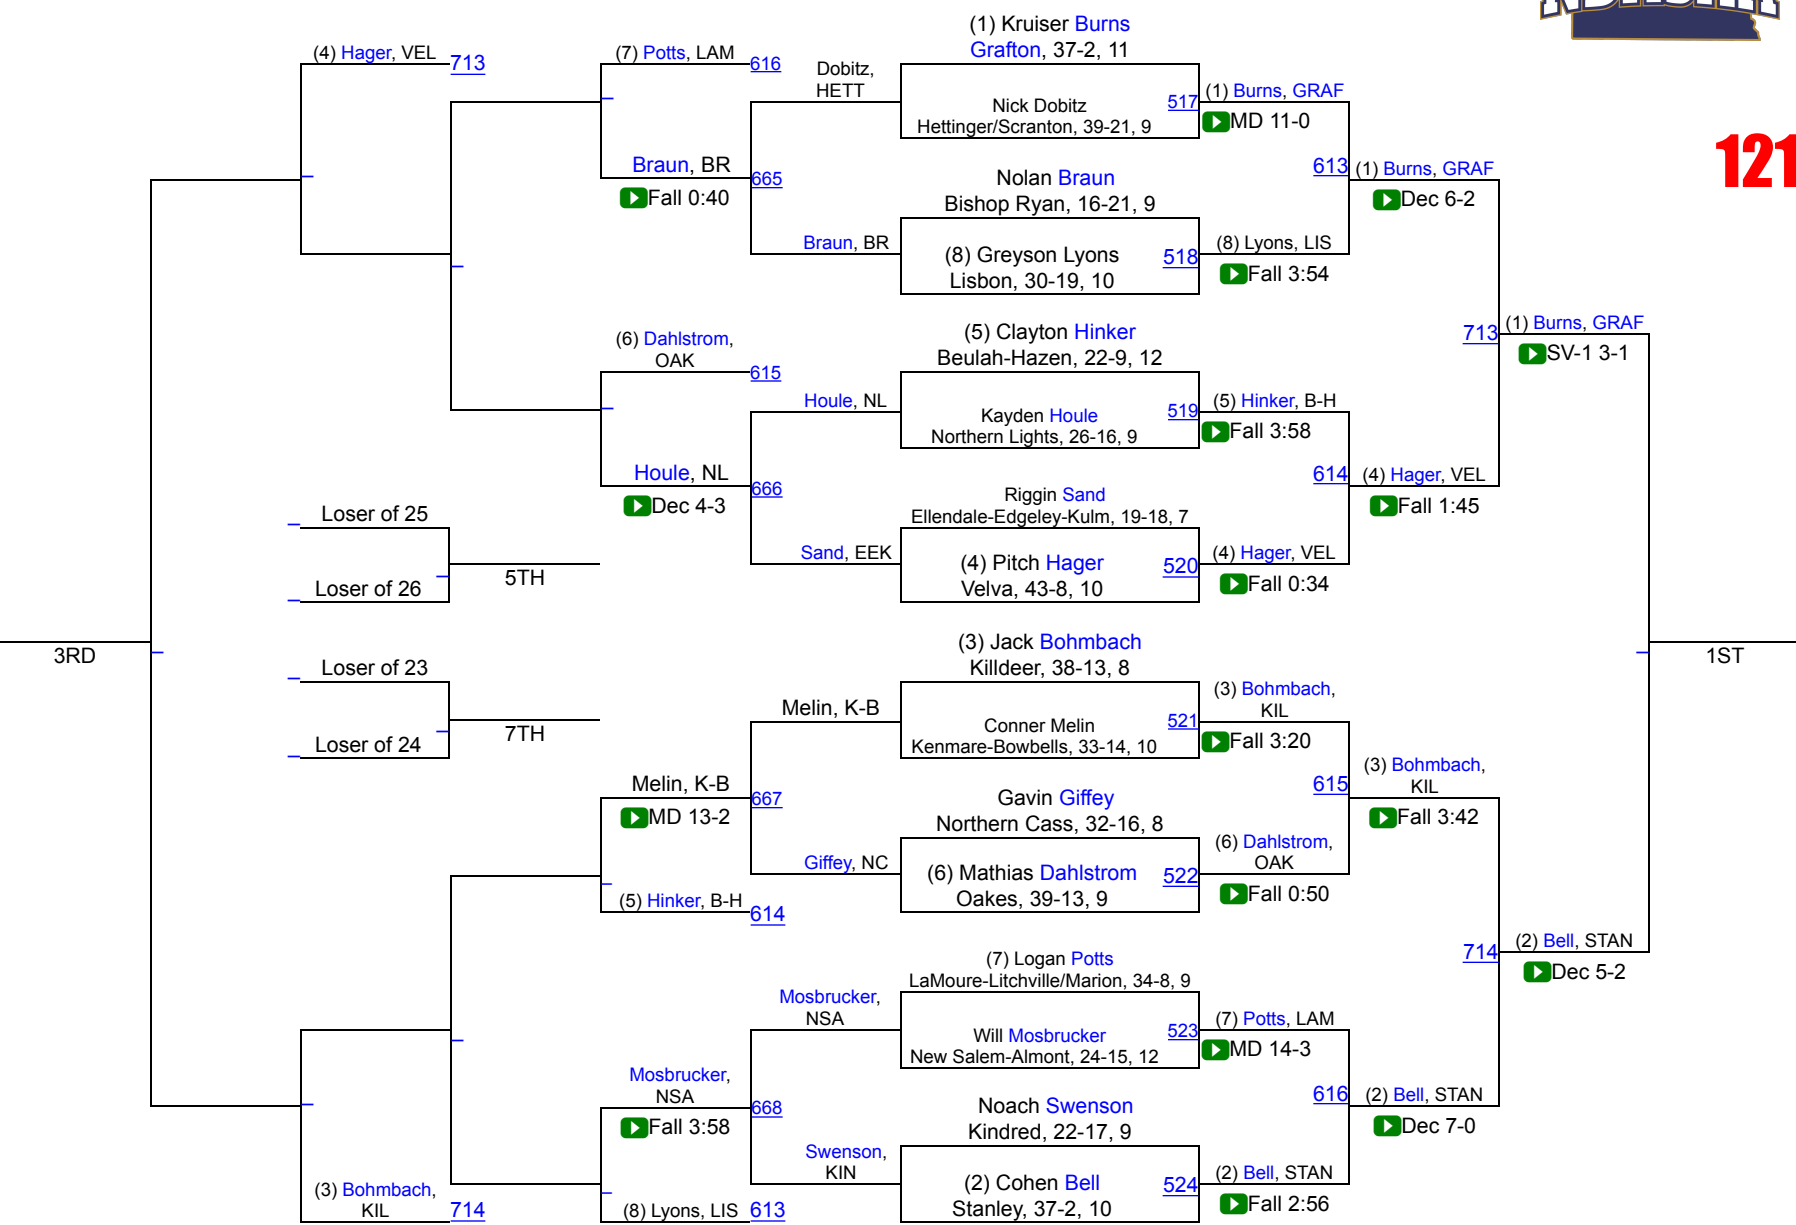 (1) Kruiser Burns
Grafton, 37-2, 11
(4) Hager, VEL
713
(7) Potts, LAM
616
Dobitz,
HETT
Nick Dobitz
Hettinger/Scranton, 39-21, 9
517
(1) Burns, GRAF
MD 11-0
121
Braun, BR
Fall 0:40
665
Nolan Braun
Bishop Ryan, 16-21, 9
613
(1) Burns, GRAF
Dec 6-2
Braun, BR
(8) Greyson Lyons
Lisbon, 30-19, 10
518
(8) Lyons, LIS
Fall 3:54
(6) Dahlstrom,
OAK
615
(5) Clayton Hinker
Beulah-Hazen, 22-9, 12
713
(1) Burns, GRAF
SV-1 3-1
Houle, NL
Kayden Houle
Northern Lights, 26-16, 9
519
(5) Hinker, B-H
Fall 3:58
Houle, NL
Dec 4-3
666
Riggin Sand
Ellendale-Edgeley-Kulm, 19-18, 7
614
(4) Hager, VEL
Fall 1:45
Loser of 25
5TH
Loser of 26
Sand, EEK
(4) Pitch Hager
Velva, 43-8, 10
520
(4) Hager, VEL
Fall 0:34
3RD
1ST
(3) Jack Bohmbach
Killdeer, 38-13, 8
Loser of 23
7TH
Loser of 24
Melin, K-B
Conner Melin
Kenmare-Bowbells, 33-14, 10
521
(3) Bohmbach,
KIL
Fall 3:20
Melin, K-B
MD 13-2
667
Gavin Giffey
Northern Cass, 32-16, 8
615
(3) Bohmbach,
KIL
Fall 3:42
Giffey, NC
(6) Mathias Dahlstrom
Oakes, 39-13, 9
522
(6) Dahlstrom,
OAK
Fall 0:50
(5) Hinker, B-H
614
(7) Logan Potts
LaMoure-Litchville/Marion, 34-8, 9
714
(2) Bell, STAN
Dec 5-2
Mosbrucker,
NSA
Will Mosbrucker
New Salem-Almont, 24-15, 12
523
(7) Potts, LAM
MD 14-3
Mosbrucker,
NSA
Fall 3:58
668
Noach Swenson
Kindred, 22-17, 9
616
(2) Bell, STAN
Dec 7-0
Swenson,
KIN
(2) Cohen Bell
Stanley, 37-2, 10
524
(2) Bell, STAN
Fall 2:56
(3) Bohmbach,
KIL
714
(8) Lyons, LIS
613